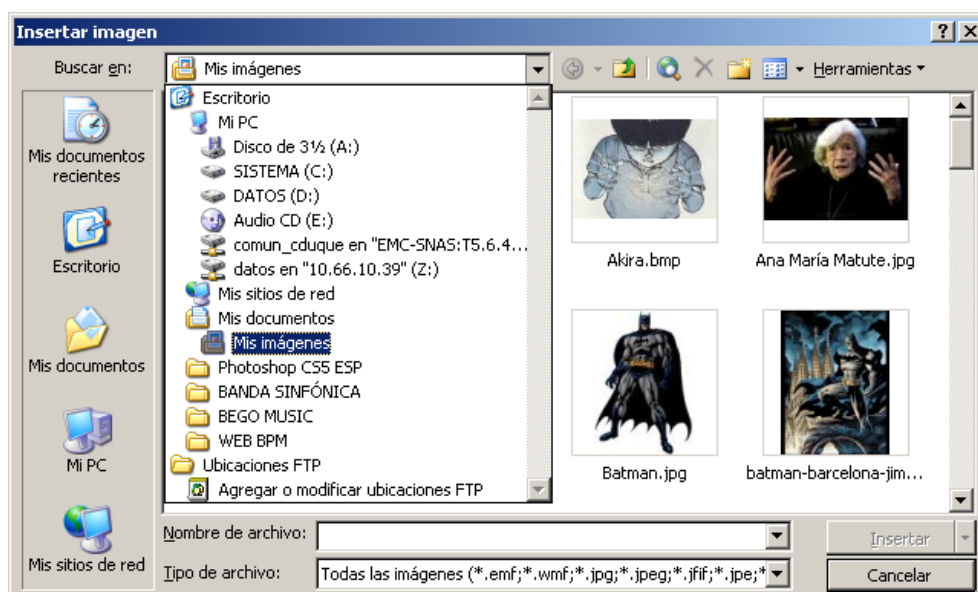 Insertar imagen
Buscar en:
Mis imágenes
Herramientas
Mis documentos
recientes
Escritorio
Mis documentos
Mi PC
Mis sitios de red
Escritorio
Mi PC
Disco de 3½ (A:)
SISTEMA (C:)
DATOS (D:)
Audio CD (E:)
comun_cduque en "EMC-SNAS:T5.6.4...
datos en "10.66.10.39" (Z:)
Mis sitios de red
Mis documentos
Mis imágenes
Photoshop CS5 ESP
BANDA SINFÓNICA
BEGO MUSIC
WEB BPM
Ubicaciones FTP
Agregar o modificar ubicaciones FTP
Akira.bmp
Ana María Matute.jpg
Batman.jpg
batman-barcelona-jim...
Nombre de archivo:
Insertar
Tipo de archivo:
Todas las imágenes (*.emf;*.wmf;*.jpg;*.jpeg;*.jfif;*.jpe;*
Cancelar